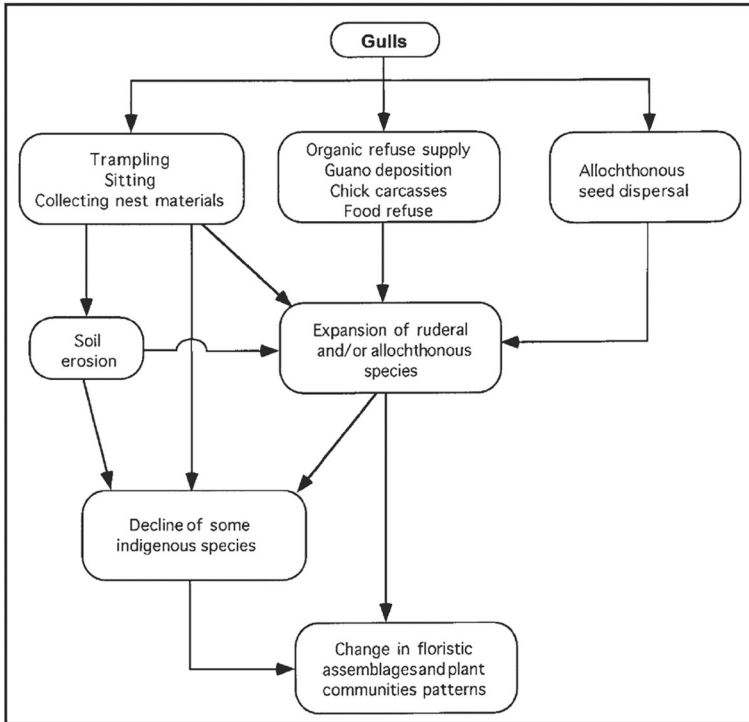 Gulls
Trampling
Sitting
Collecting nest materials
Organic refuse supply
Guano deposition
Chick carcasses
Food refuse
Allochthonous
seed dispersal
Soil
erosion
Expansion of ruderal
and/or allochthonous
species
Decline of some
indigenous species
Change in floristic
assemblages and plant
communities patterns